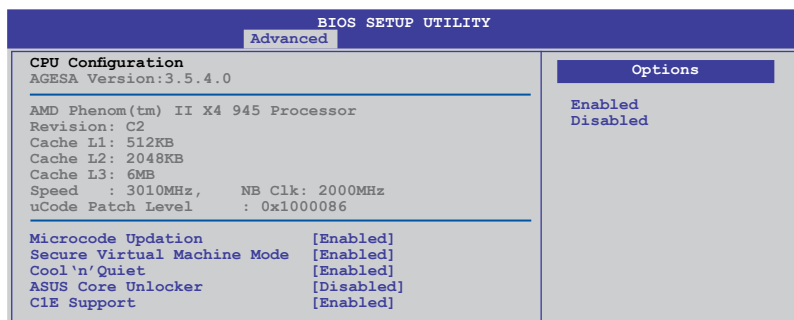 BIOS SETUP UTILITY
Advanced
CPU Configuration
AGESA Version:3.5.4.0
AMD Phenom(tm) II X4 945 Processor
Revision: C2
Cache L1: 512KB
Cache L2: 2048KB
Cache L3: 6MB
Speed : 3010MHz, NB Clk: 2000MHz
uCode Patch Level : 0x1000086
Microcode Updation [Enabled]
Secure Virtual Machine Mode [Enabled]
Cool‘n’Quiet [Enabled]
ASUS Core Unlocker [Disabled]
C1E Support [Enabled]
Options
Enabled
Disabled